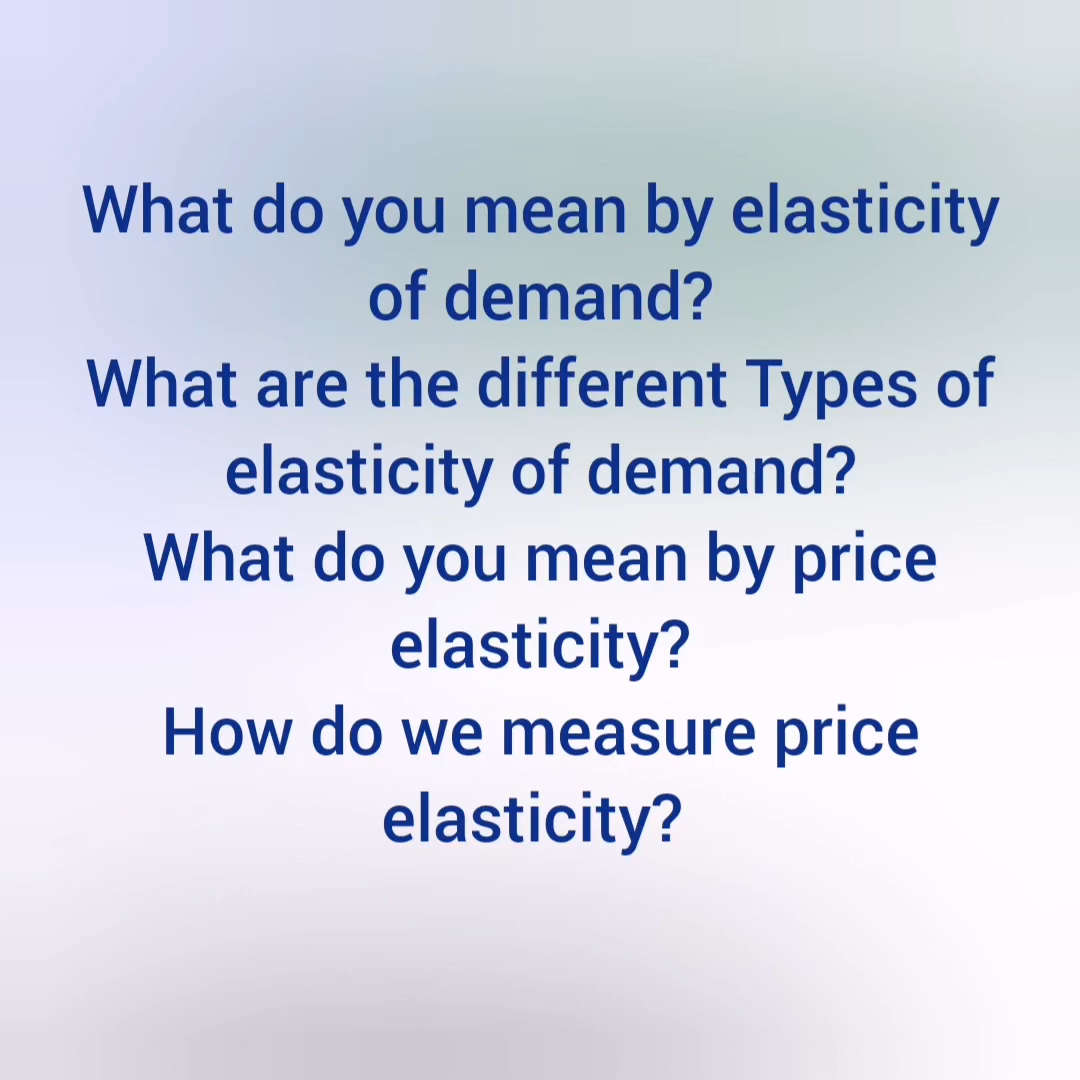 What do you mean by elasticity
of demand?
What are the different Types of
elasticity of demand?
What do you mean by price
elasticity?
How do we measure price
elasticity?